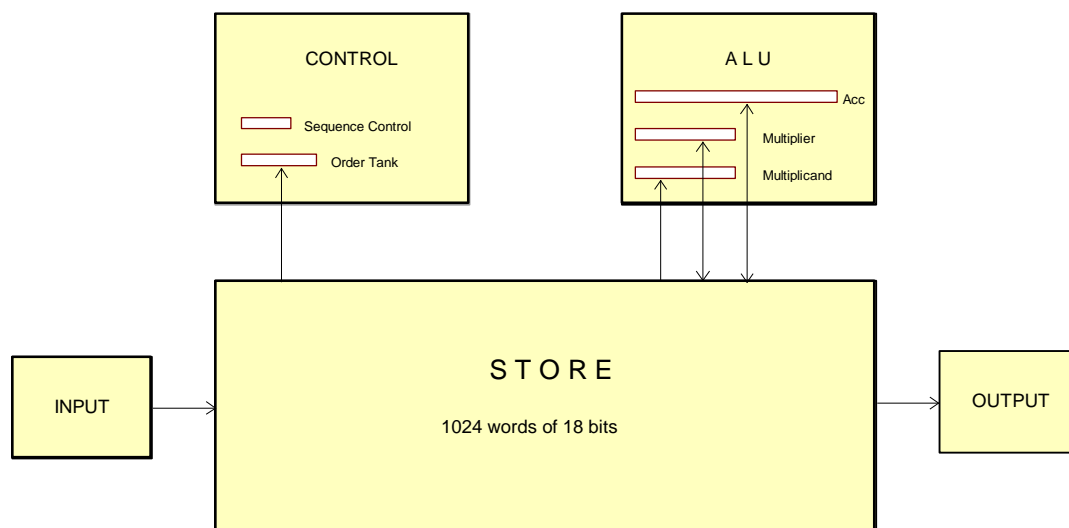 CONTROL
Sequence Control
Order Tank
A L U
Acc
Multiplier
Multiplicand
S T O R E
1024 words of 18 bits
INPUT
OUTPUT